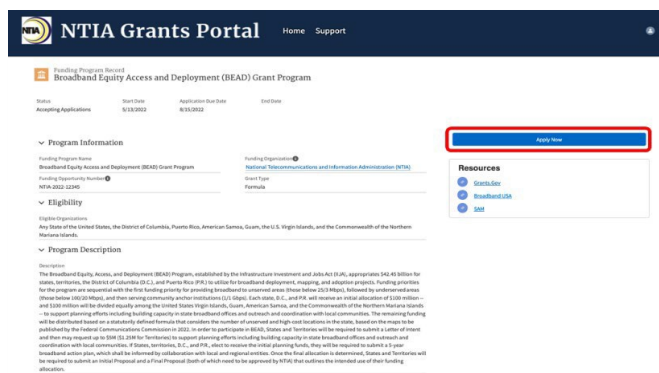 NTIA
NTIA Grants Portal
Home Support
Funding Program Record
Broadband Equity Access and Deployment (BEAD) Grant Program
Status Start Date Application Due Date End Date
Accepting Applications 5/13/2022 8/15/2022
Program Information
Funding Program Name Funding Organization
Broadband Equity Access and Deployment (BEAD) Grant Program National Telecommunications and Information Administration (NTIA)
Funding Opportunity Number Grant Type
NTIA-2022-12345 Formula
Eligibility
Eligible Organizations
Any State of the United States, the District of Columbia, Puerto Rico, American Samoa, Guam, the U.S. Virgin Islands, and the Commonwealth of the Northern
Mariana Islands.
Program Description
Description
The Broadband Equity, Access, and Deployment (BEAD) Program, established by the Infrastructure Investment and Jobs Act (IIJA), appropriates $42.45 billion for
states, territories, the District of Columbia (D.C.), and Puerto Rico (P.R.) to utilize for broadband deployment, mapping, and adoption projects. Funding priorities
for the program are sequential with the first funding priority for providing broadband to unserved areas (those below 25/3 Mbps), followed by underserved areas
(those below 100/20 Mbps), and then serving community anchor institutions (1/1 Gbps). Each state, D.C., and P.R. will receive an initial allocation of $100 million --
and $100 million will be divided equally among the United States Virgin Islands, Guam, American Samoa, and the Commonwealth of the Northern Mariana Islands
-- to support planning efforts including building capacity in state broadband offices and outreach and coordination with local communities. The remaining funding
will be distributed based on a statutorily defined formula that considers the number of unserved and high-cost locations in the state, based on the maps to be
published by the Federal Communications Commission in 2022. In order to participate in BEAD, States and Territories will be required to submit a Letter of Intent
and then may request up to $5M ($1.25M for Territories) to support planning efforts including building capacity in state broadband offices and outreach and
coordination with local communities. If States, territories, D.C., and P.R., elect to receive the initial planning funds, they will be required to submit a 5-year
broadband action plan, which shall be informed by collaboration with local and regional entities. Once the final allocation is determined, States and Territories will
be required to submit an Initial Proposal and a Final Proposal (both of which need to be approved by NTIA) that outlines the intended use of their funding
allocation.
Apply Now
Resources
Grants.Gov
Broadband USA
SAM